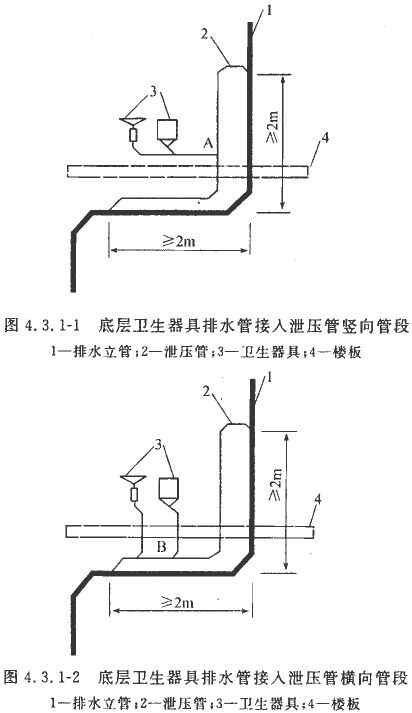 1
2
3
A
≥2m
4
≥2m
图 4.3.1-1 底层卫生器具排水管接入泄压管竖向管段
1—排水立管;2—泄压管;3—卫生器具;4—楼板
1
2
3
≥2m
4
B
≥2m
图 4.3.1-2 底层卫生器具排水管接入泄压管横向管段
1—排水立管;2—泄压管;3—卫生器具;4—楼板